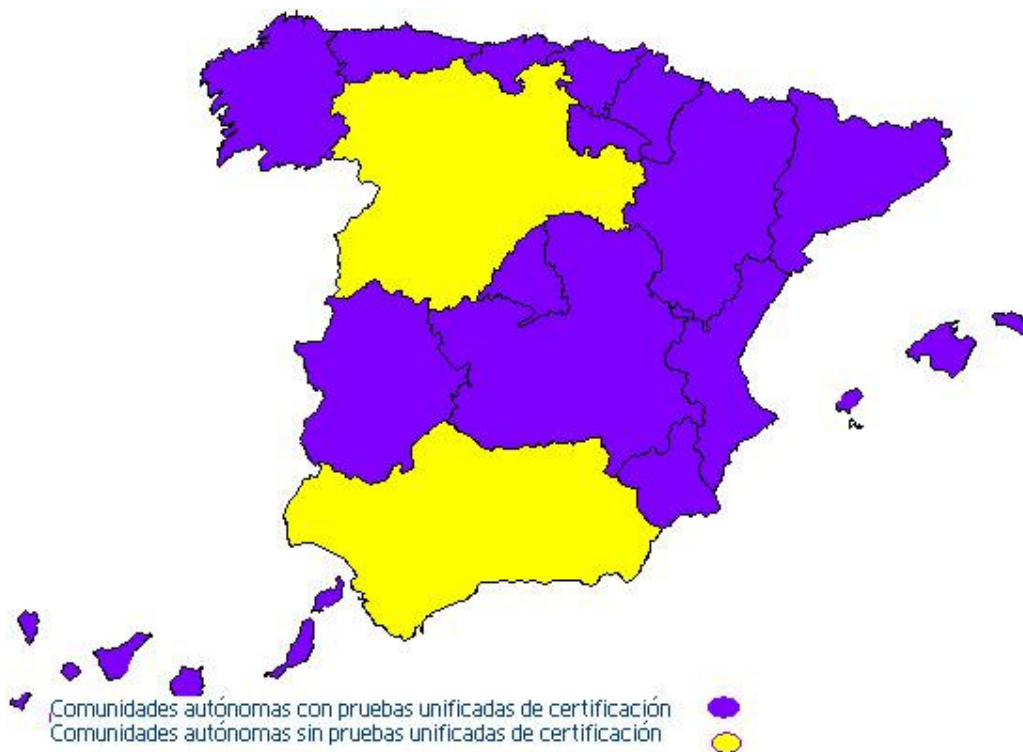 Comunidades autónomas con pruebas unificadas de certificación
Comunidades autónomas sin pruebas unificadas de certificación